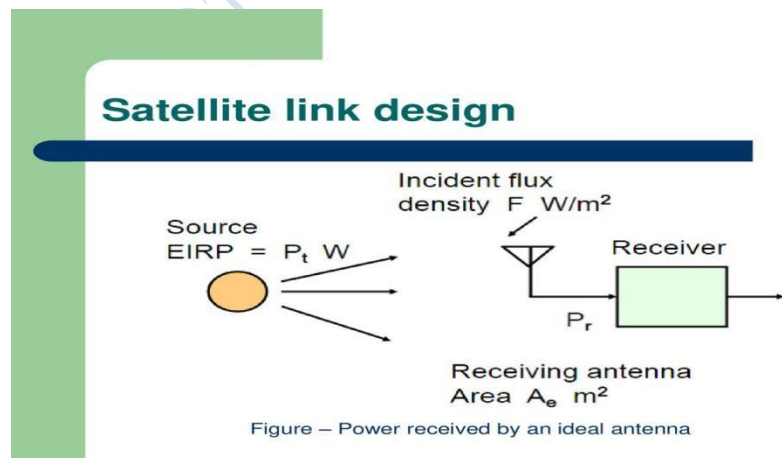 Satellite link design
Incident flux
density F W/m²
Source
EIRP = Pₜ W
Receiver
Pᵣ
Receiving antenna
Area Aₑ m²
Figure – Power received by an ideal antenna